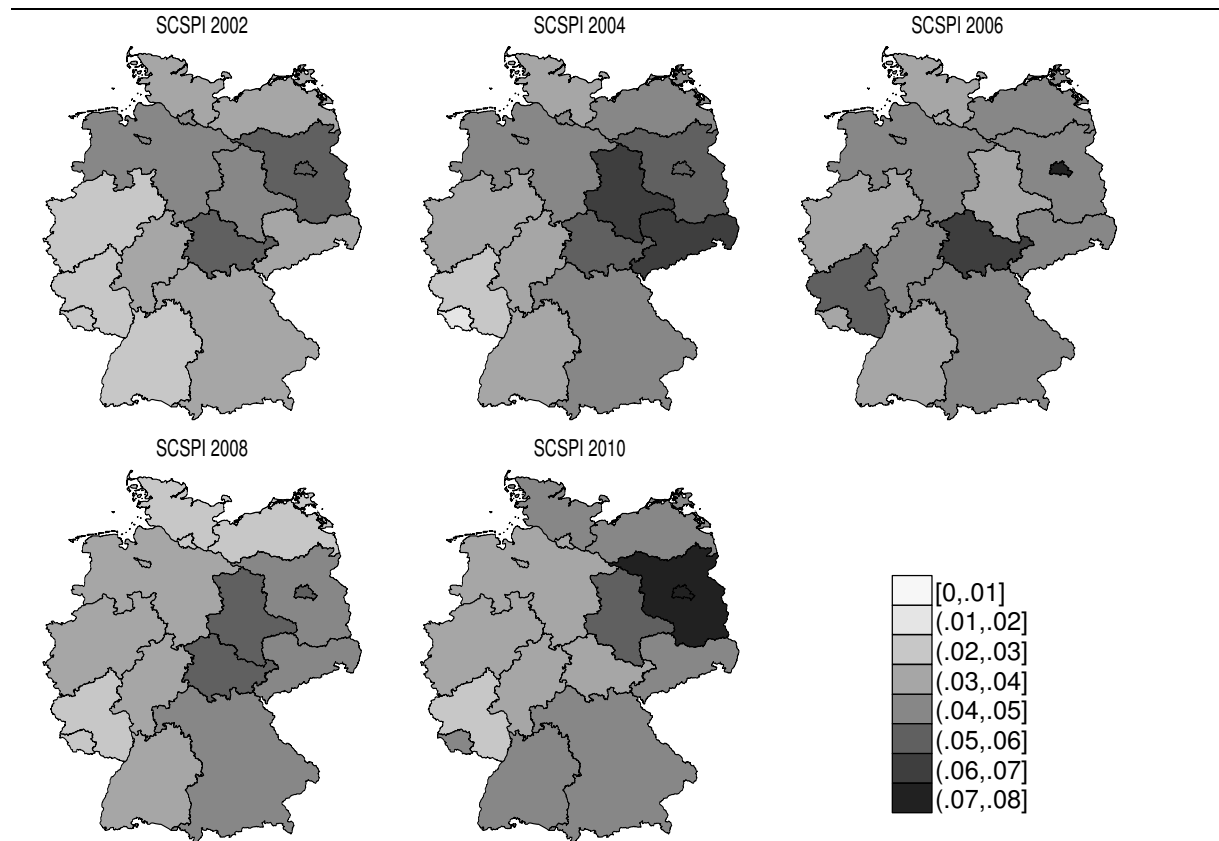 SCSPI 2002
SCSPI 2004
SCSPI 2006
SCSPI 2008
SCSPI 2010
[0,.01]
(.01,.02]
(.02,.03]
(.03,.04]
(.04,.05]
(.05,.06]
(.06,.07]
(.07,.08]